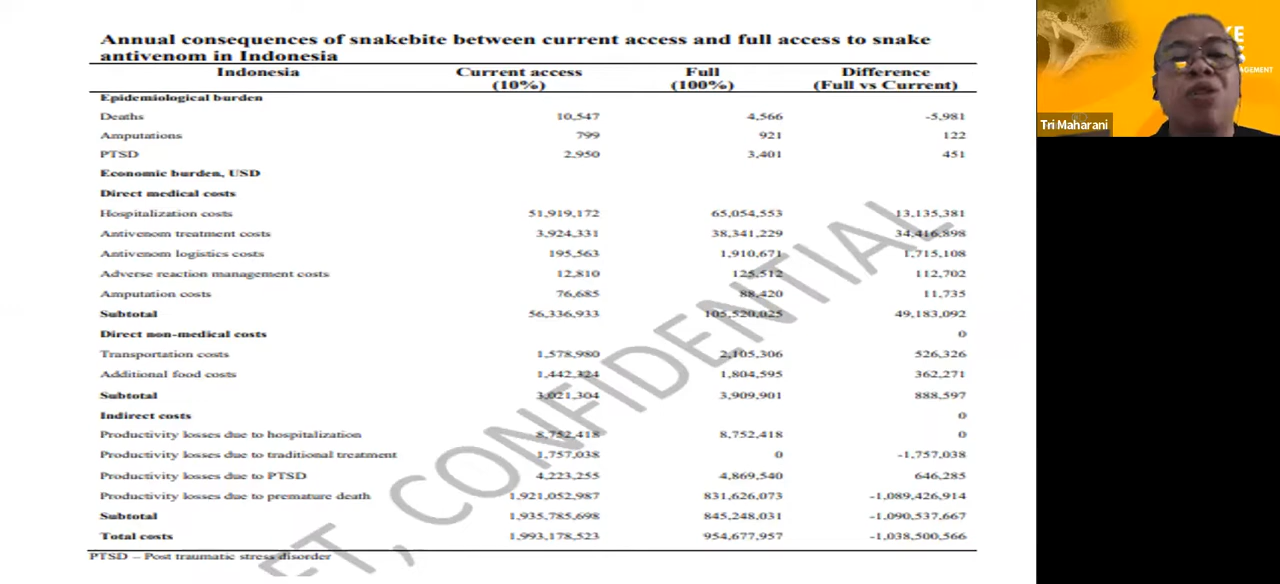 Annual consequences of snakebite between current access and full access to snake
antivenom in Indonesia
Indonesia Current access Full Difference
(10%) (100%) (Full vs Current)
Epidemiological burden
Deaths 10,547 4,566 -5,981
Amputations 799 921 122
PTSD 2,950 3,401 451
Economic burden, USD
Direct medical costs
Hospitalization costs 51,919,172 65,054,553 13,135,381
Antivenom treatment costs 3,924,331 38,341,229 34,416,898
Antivenom logistics costs 195,563 1,910,671 1,715,108
Adverse reaction management costs 12,810 125,512 112,702
Amputation costs 76,685 88,420 11,735
Subtotal 56,336,933 105,520,025 49,183,092
Direct non-medical costs 0
Transportation costs 1,578,980 2,105,306 526,326
Additional food costs 1,442,324 1,804,595 362,271
Subtotal 3,021,304 3,909,901 888,597
Indirect costs 0
Productivity losses due to hospitalization 8,752,418 8,752,418 0
Productivity losses due to traditional treatment 1,757,038 0 -1,757,038
Productivity losses due to PTSD 4,223,255 4,869,540 646,285
Productivity losses due to premature death 1,921,052,987 831,626,073 -1,089,426,914
Subtotal 1,935,785,698 845,248,031 -1,090,537,667
Total costs 1,993,178,523 954,677,957 -1,038,500,566
PTSD – Post traumatic stress disorder
CONFIDENTIAL
Tri Maharani